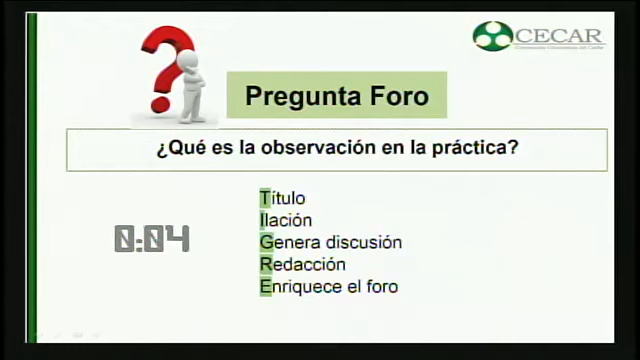 CECAR
Pregunta Foro
¿Qué es la observación en la práctica?
Título
Ilación
Genera discusión
Redacción
Enriquece el foro
0:04